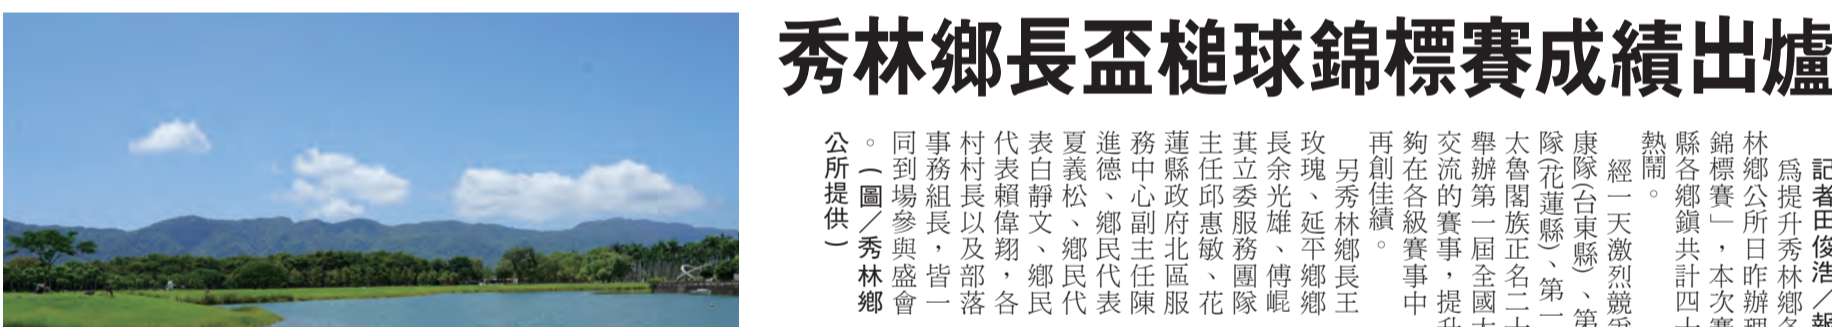 秀林鄉長盃槌球錦標賽成績出爐
記者田俊浩／報
爲提升秀林鄉各
林鄉公所日昨辦理
錦標賽」，本次賽
縣各鄉鎮共計四十
熱鬧。
經一天激烈競爭
康隊(台東縣)、第
隊(花蓮縣)、第一
太魯閣族正名二十
舉辦第一屆全國
交流的賽事，提升
夠在各級賽事中
再創佳績。
另秀林鄉長王
玫瑰、延平鄉鄉
長余光雄、傅崐
萁立委服務團隊
主任邱惠敏、花
蓮縣政府北區服
務中心副主任陳
進德、鄉民代表
夏義松、鄉民代
表白靜文、鄉民
代表賴偉翔，各
村村長以及部落
事務組長，皆一
同到場參與盛會
。（圖／秀林鄉
公所提供）